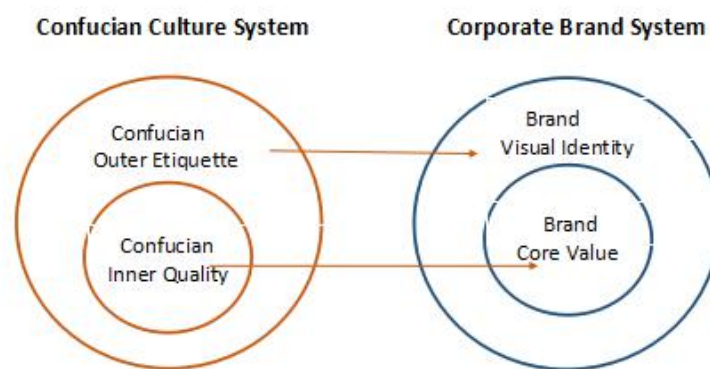 Confucian Culture System
Corporate Brand System
Confucian
Outer Etiquette
Brand
Visual Identity
Confucian
Inner Quality
Brand
Core Value